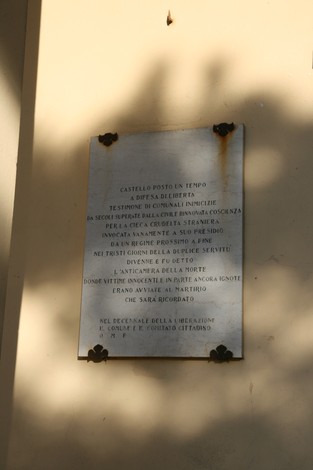 CASTELLO POSTO UN TEMPO
A DIFESA DI LIBERTÀ
TESTIMONE DI COMUNALI INIMICIZIE
DA SECOLI SUPERATE DALLA CIVILE RINNOVATA COSCIENZA
PER LA CIECA CRUDELTÀ STRANIERA
INVOCATA VANAMENTE A SUO PRESIDIO
DA UN REGIME PROSSIMO A FINE
NEI TRISTI GIORNI DELLA DUPLICE SERVITÙ
DIVENNE E FU DETTO
L'ANTICAMERA DELLA MORTE
DONDE VITTIME INNOCENTI E IN PARTE ANCORA IGNOTE
ERANO AVVIATE AL MARTIRIO
CHE SARÀ RICORDATO
NEL DECENNALE DELLA LIBERAZIONE
IL COMUNE E IL COMITATO CITTADINO